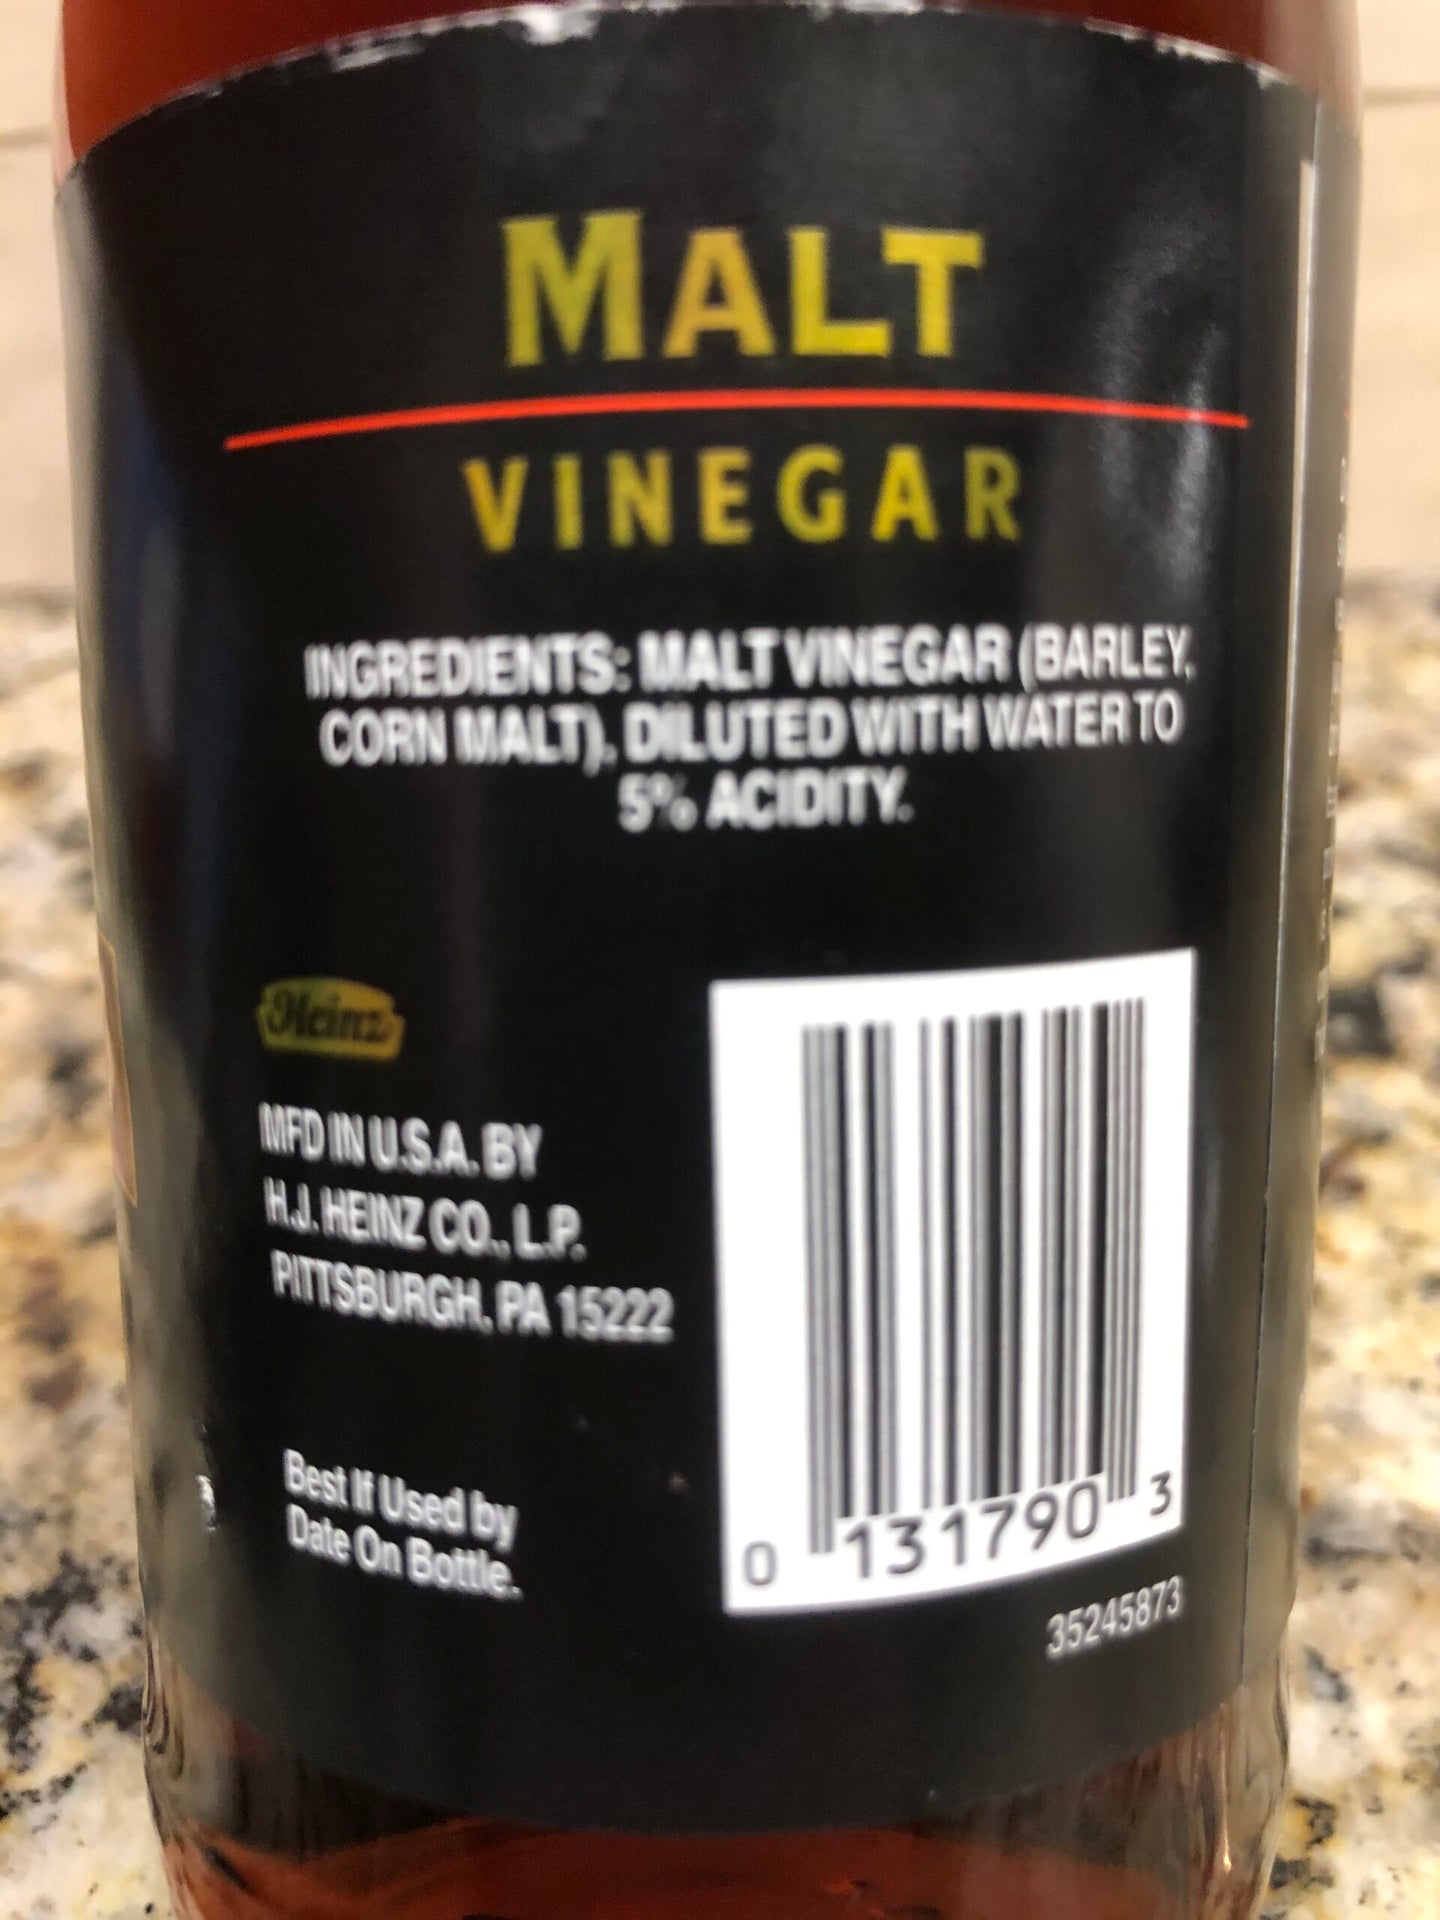 MALT
VINEGAR
INGREDIENTS: MALT VINEGAR (BARLEY,
CORN MALT), DILUTED WITH WATER TO
5% ACIDITY.
Heinz
MFD IN U.S.A. BY
H.J. HEINZ CO., L.P.
PITTSBURGH, PA 15222
Best If Used by
Date On Bottle.
0 131790 3
35245873